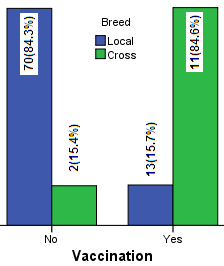 Breed
Local
Cross
70(84.3%)
2(15.4%)
13(15.7%)
11(84.6%)
No
Yes
Vaccination